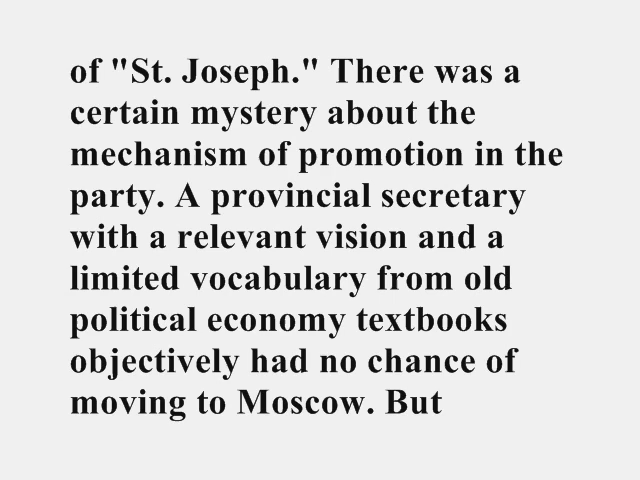 of "St. Joseph." There was a
certain mystery about the
mechanism of promotion in the
party. A provincial secretary
with a relevant vision and a
limited vocabulary from old
political economy textbooks
objectively had no chance of
moving to Moscow. But